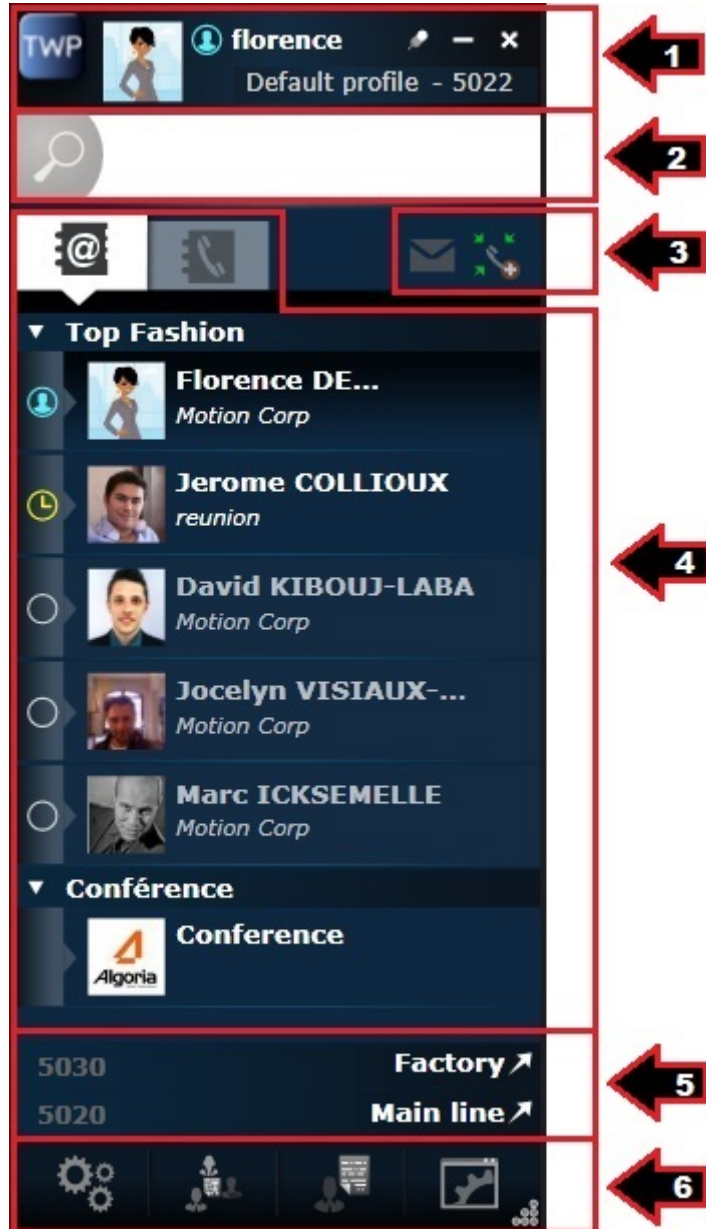 TWP
florence
1
Default profile - 5022
2
@
3
Top Fashion
Florence DE...
Motion Corp
Jerome COLLIOUX
reunion
4
David KIBOUJ-LABA
Motion Corp
Jocelyn VISIAUX-...
Motion Corp
Marc ICKSEMELLE
Motion Corp
Conférence
Conference
Algoria
5030 Factory
5
5020 Main line
6